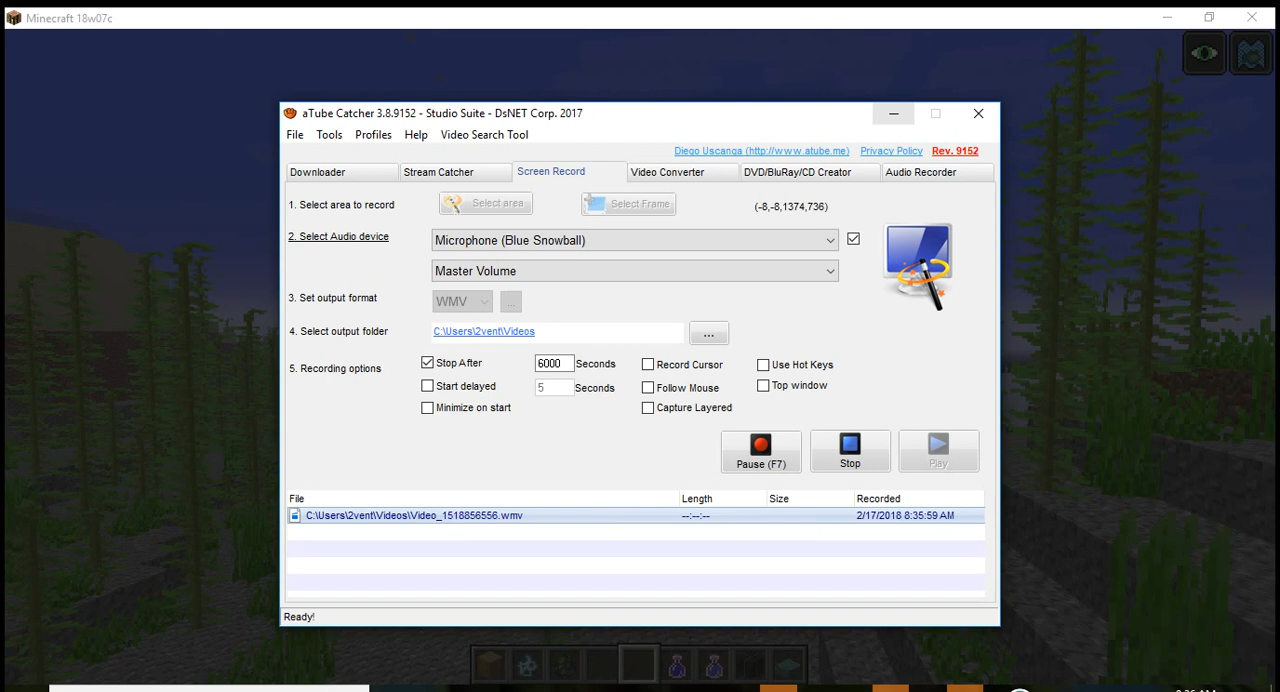 Minecraft 18w07c
aTube Catcher 3.8.9152 - Studio Suite - DsNET Corp. 2017
File Tools Profiles Help Video Search Tool
Diego Uscanga (http://www.atube.me) Privacy Policy Rev. 9152
Downloader Stream Catcher Screen Record Video Converter DVD/BluRay/CD Creator Audio Recorder
1. Select area to record Select area Select Frame (-8,-8,1374,736)
2. Select Audio device Microphone (Blue Snowball)
Master Volume
3. Set output format WMV ...
4. Select output folder C:\Users\2vent\Videos ...
5. Recording options Stop After 6000 Seconds Record Cursor Use Hot Keys
Start delayed 5 Seconds Follow Mouse Top window
Minimize on start Capture Layered
Pause (F7) Stop Play
File Length Size Recorded
C:\Users\2vent\Videos\Video_1518856556.wmv --:--:-- 2/17/2018 8:35:59 AM
Ready!